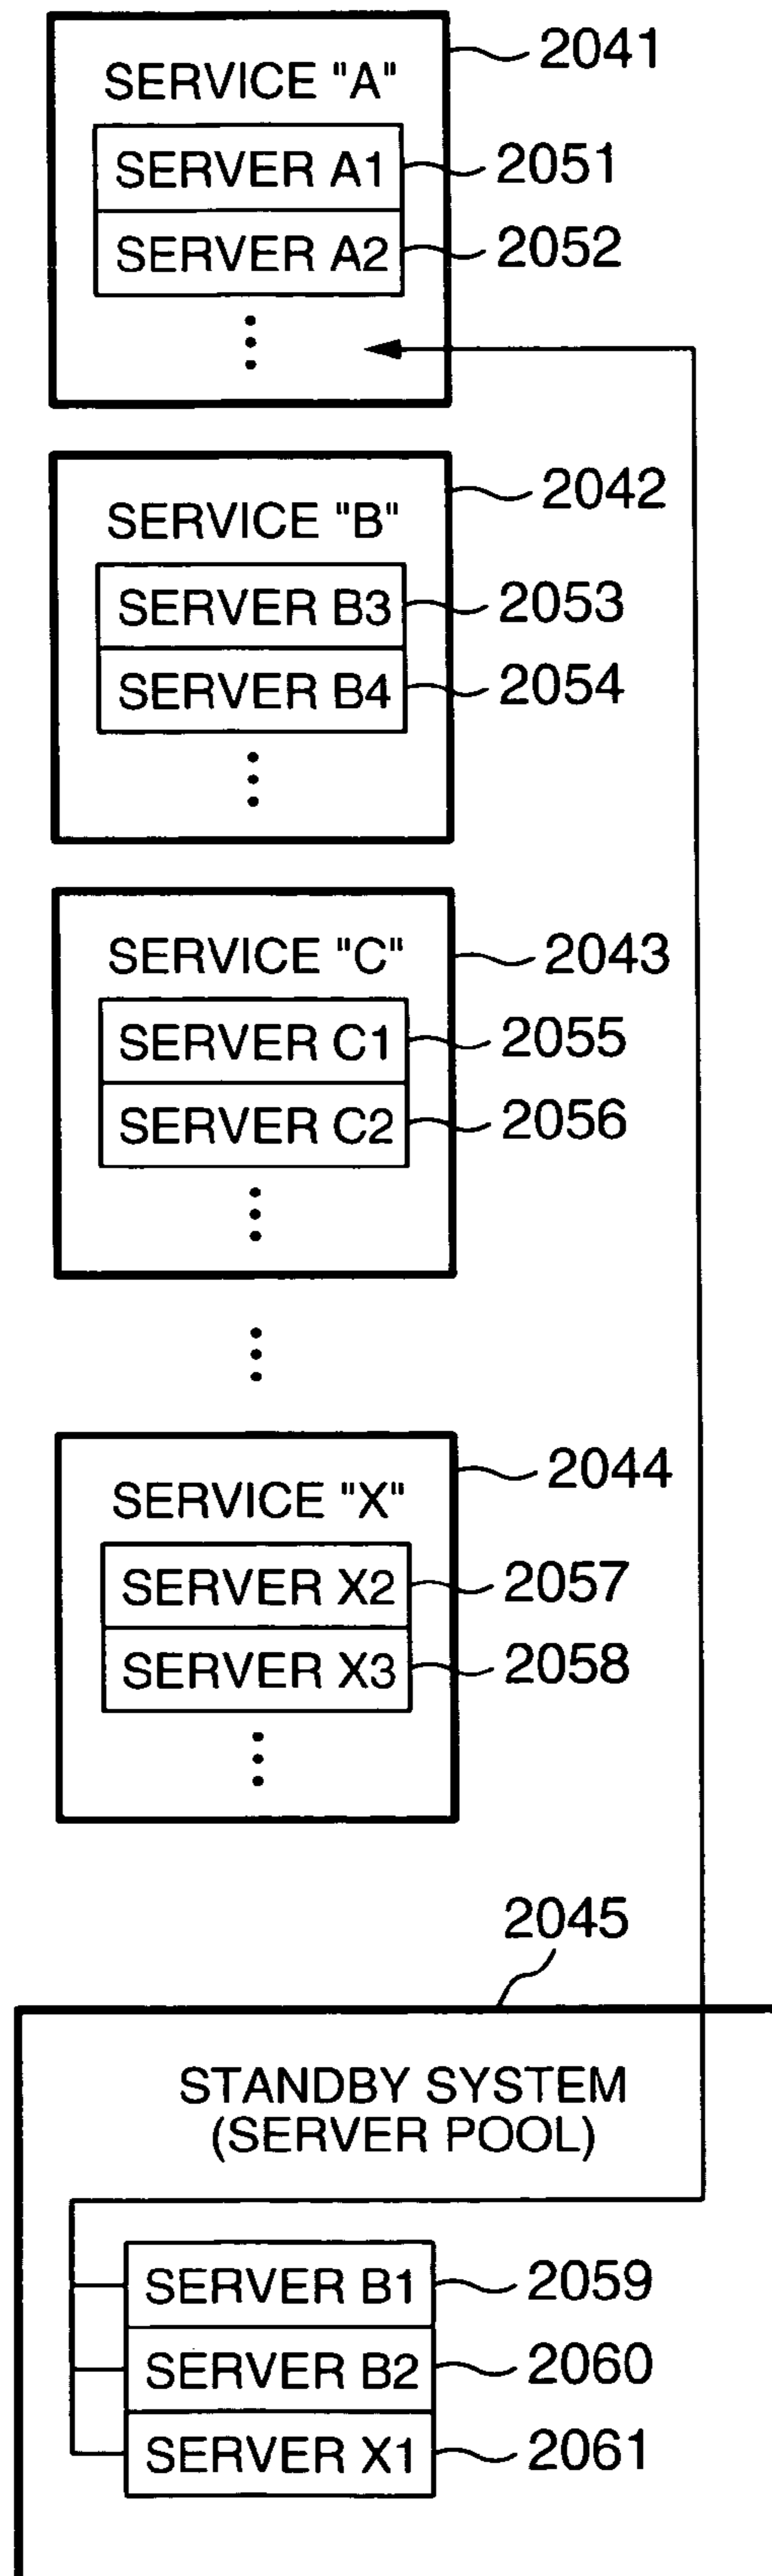 2041
SERVICE "A"
SERVER A1
2051
SERVER A2
2052
2042
SERVICE "B"
SERVER B3
2053
SERVER B4
2054
SERVICE "C"
2043
SERVER C1
2055
SERVER C2
2056
2044
SERVICE "X"
SERVER X2
2057
SERVER X3
2058
2045
STANDBY SYSTEM
(SERVER POOL)
SERVER B1
2059
SERVER B2
2060
SERVER X1
2061